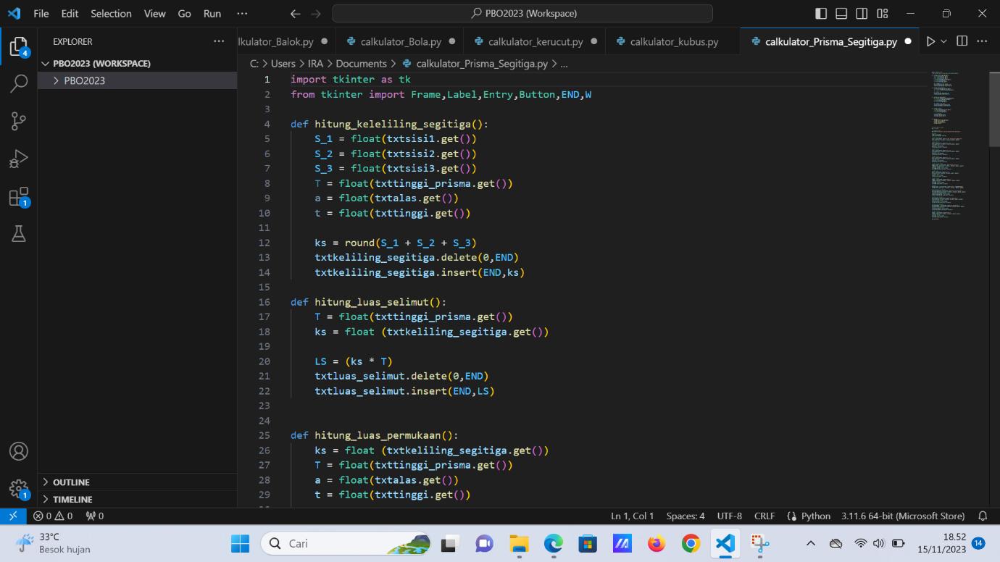 File Edit Selection View Go Run ··· PBO2023 (Workspace)
EXPLORER ···
PBO2023 (WORKSPACE)
PBO2023
OUTLINE
TIMELINE
4
1
1
lkulator_Balok.py calkulator_Bola.py calkulator_kerucut.py calkulator_kubus.py calkulator_Prisma_Segitiga.py
C: > Users > IRA > Documents > calkulator_Prisma_Segitiga.py > ...
1 import tkinter as tk
2 from tkinter import Frame,Label,Entry,Button,END,W
3
4 def hitung_keleliling_segitiga():
5 S_1 = float(txtsisi1.get())
6 S_2 = float(txtsisi2.get())
7 S_3 = float(txtsisi3.get())
8 T = float(txttinggi_prisma.get())
9 a = float(txtalas.get())
10 t = float(txttinggi.get())
11
12 ks = round(S_1 + S_2 + S_3)
13 txtkeliling_segitiga.delete(0,END)
14 txtkeliling_segitiga.insert(END,ks)
15
16 def hitung_luas_selimut():
17 T = float(txttinggi_prisma.get())
18 ks = float (txtkeliling_segitiga.get())
19
20 LS = (ks * T)
21 txtluas_selimut.delete(0,END)
22 txtluas_selimut.insert(END,LS)
23
24
25 def hitung_luas_permukaan():
26 ks = float (txtkeliling_segitiga.get())
27 T = float(txttinggi_prisma.get())
28 a = float(txtalas.get())
29 t = float(txttinggi.get())
0 0 0 Ln 1, Col 1 Spaces: 4 UTF-8 CRLF Python 3.11.6 64-bit (Microsoft Store)
33°C
Besok hujan
Cari
18.52
15/11/2023
14